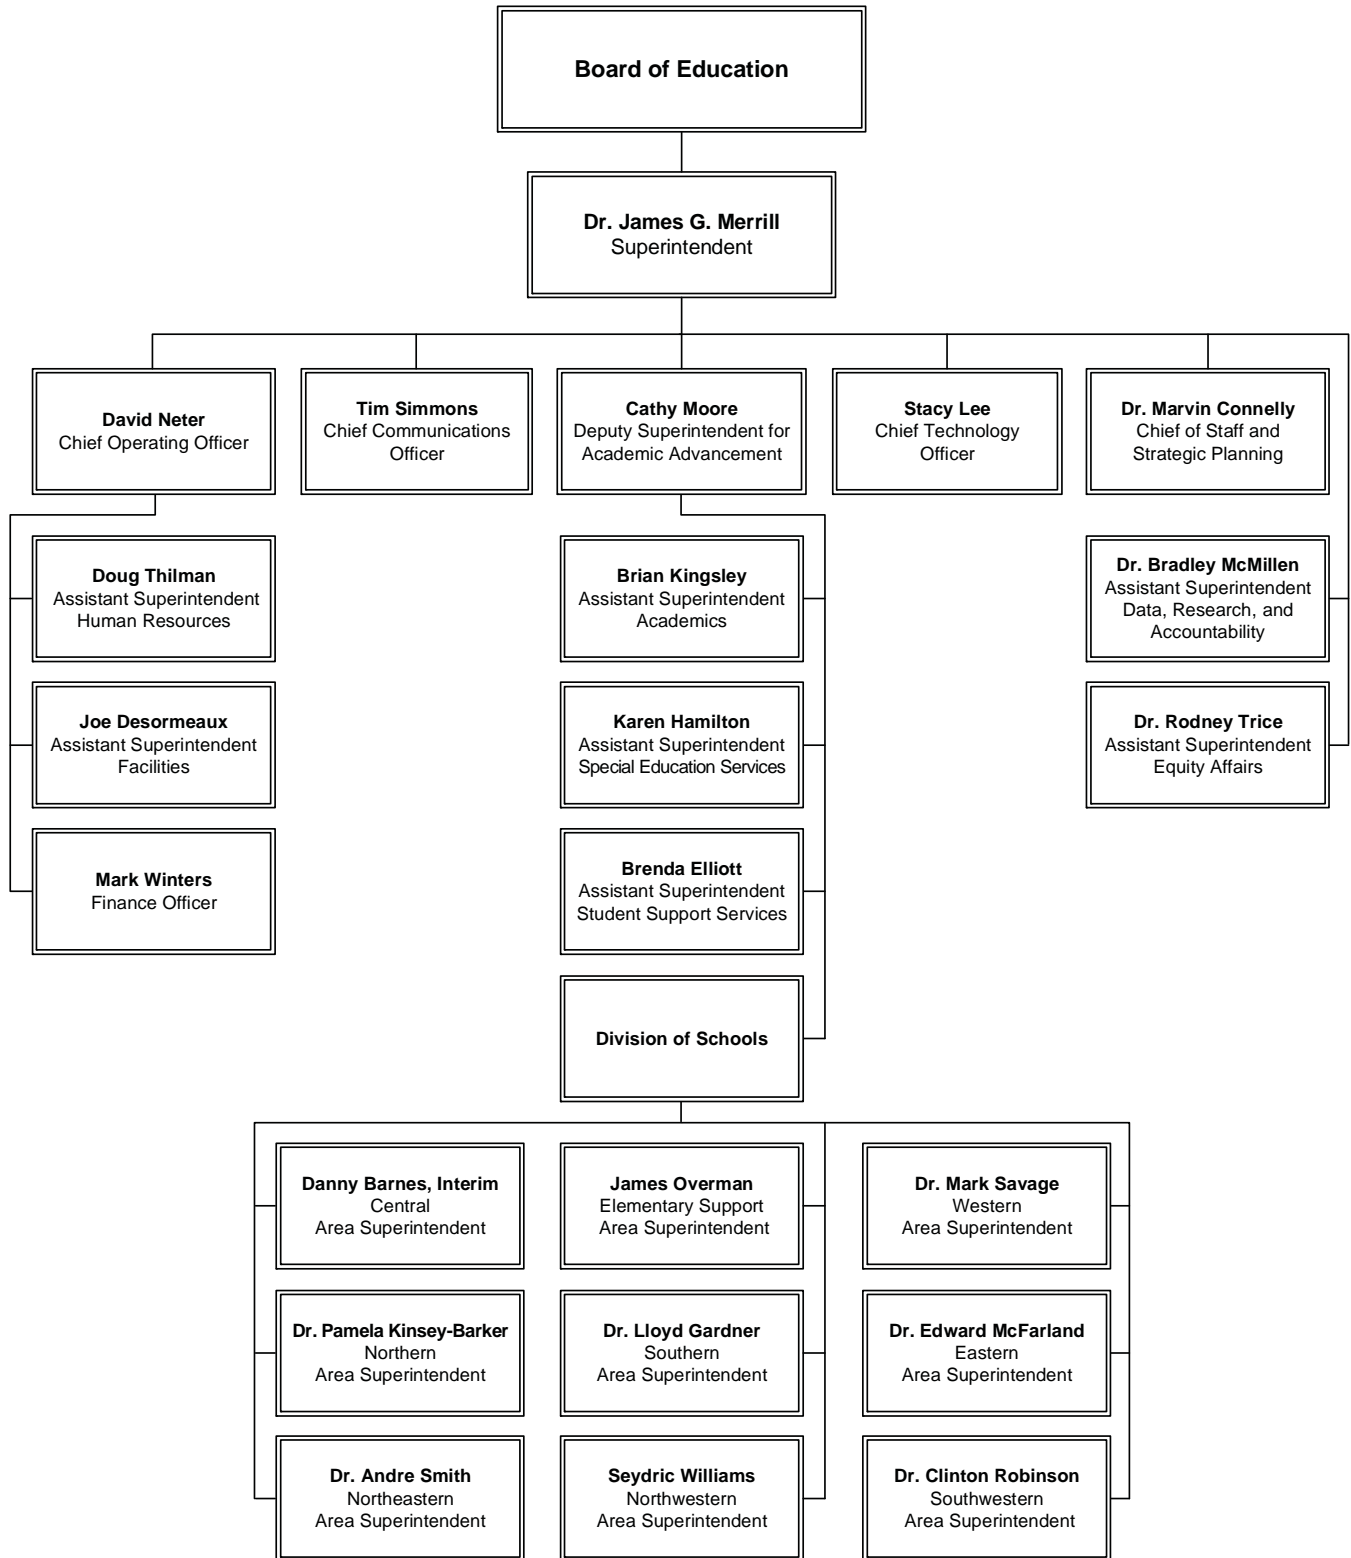 Board of Education
Dr. James G. Merrill
Superintendent
David Neter
Chief Operating Officer
Tim Simmons
Chief Communications
Officer
Cathy Moore
Deputy Superintendent for
Academic Advancement
Stacy Lee
Chief Technology
Officer
Dr. Marvin Connelly
Chief of Staff and
Strategic Planning
Doug Thilman
Assistant Superintendent
Human Resources
Brian Kingsley
Assistant Superintendent
Academics
Dr. Bradley McMillen
Assistant Superintendent
Data, Research, and
Accountability
Joe Desormeaux
Assistant Superintendent
Facilities
Karen Hamilton
Assistant Superintendent
Special Education Services
Dr. Rodney Trice
Assistant Superintendent
Equity Affairs
Mark Winters
Finance Officer
Brenda Elliott
Assistant Superintendent
Student Support Services
Division of Schools
Danny Barnes, Interim
Central
Area Superintendent
James Overman
Elementary Support
Area Superintendent
Dr. Mark Savage
Western
Area Superintendent
Dr. Pamela Kinsey-Barker
Northern
Area Superintendent
Dr. Lloyd Gardner
Southern
Area Superintendent
Dr. Edward McFarland
Eastern
Area Superintendent
Dr. Andre Smith
Northeastern
Area Superintendent
Seydric Williams
Northwestern
Area Superintendent
Dr. Clinton Robinson
Southwestern
Area Superintendent